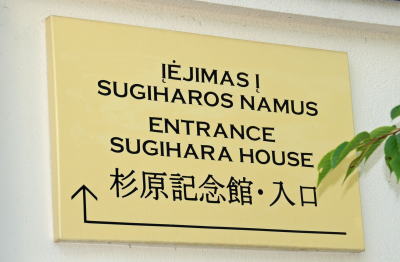 ĮĖJIMAS Į
SUGIHAROS NAMUS
ENTRANCE
SUGIHARA HOUSE
杉原記念館・入口